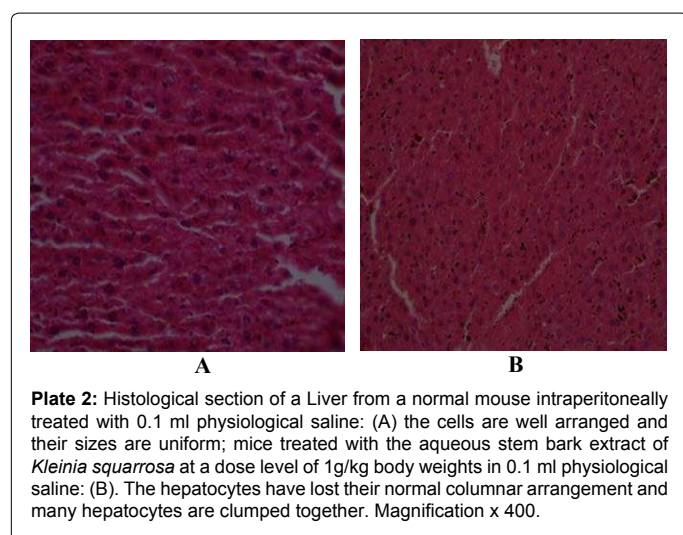 A
B
Plate 2: Histological section of a Liver from a normal mouse intraperitoneally
treated with 0.1 ml physiological saline: (A) the cells are well arranged and
their sizes are uniform; mice treated with the aqueous stem bark extract of
Kleinia squarrosa at a dose level of 1g/kg body weights in 0.1 ml physiological
saline: (B). The hepatocytes have lost their normal columnar arrangement and
many hepatocytes are clumped together. Magnification x 400.